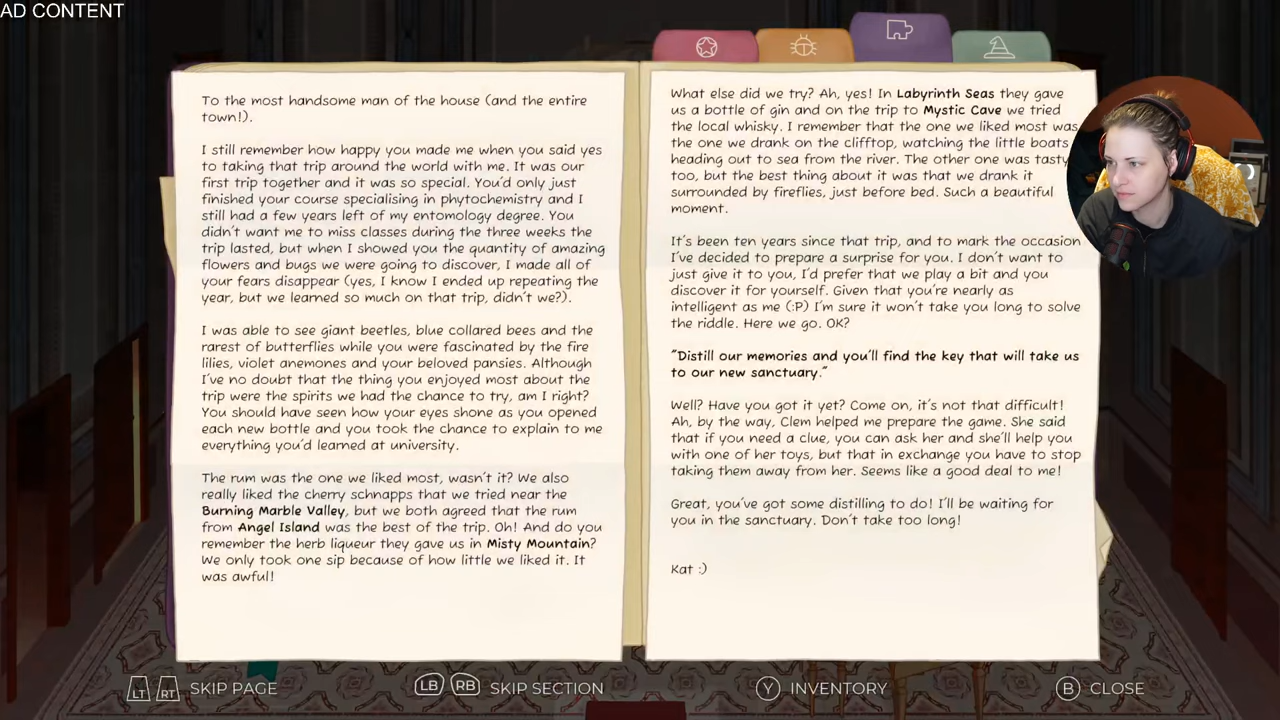 AD CONTENT
To the most handsome man of the house (and the entire
town!).
I still remember how happy you made me when you said yes
to taking that trip around the world with me. It was our
first trip together and it was so special. You'd only just
finished your course specialising in phytochemistry and I
still had a few years left of my entomology degree. You
didn't want me to miss classes during the three weeks the
trip lasted, but when I showed you the quantity of amazing
flowers and bugs we were going to discover, I made all of
your fears disappear (yes, I know I ended up repeating the
year, but we learned so much on that trip, didn't we?).
I was able to see giant beetles, blue collared bees and the
rarest of butterflies while you were fascinated by the fire
lilies, violet anemones and your beloved pansies. Although
I've no doubt that the thing you enjoyed most about the
trip were the spirits we had the chance to try, am I right?
You should have seen how your eyes shone as you opened
each new bottle and you took the chance to explain to me
everything you'd learned at university.
The rum was the one we liked most, wasn't it? We also
really liked the cherry schnapps that we tried near the
Burning Marble Valley, but we both agreed that the rum
from Angel Island was the best of the trip. Oh! And do you
remember the herb liqueur they gave us in Misty Mountain?
We only took one sip because of how little we liked it. It
was awful!
What else did we try? Ah, yes! In Labyrinth Seas they gave
us a bottle of gin and on the trip to Mystic Cave we tried
the local whisky. I remember that the one we liked most was
the one we drank on the clifftop, watching the little boats
heading out to sea from the river. The other one was tasty
too, but the best thing about it was that we drank it
surrounded by fireflies, just before bed. Such a beautiful
moment.
It's been ten years since that trip, and to mark the occasion
I've decided to prepare a surprise for you. I don't want to
just give it to you, I'd prefer that we play a bit and you
discover it for yourself. Given that you're nearly as
intelligent as me (:P) I'm sure it won't take you long to solve
the riddle. Here we go. OK?
"Distill our memories and you'll find the key that will take us
to our new sanctuary."
Well? Have you got it yet? Come on, it's not that difficult!
Ah, by the way, Clem helped me prepare the game. She said
that if you need a clue, you can ask her and she'll help you
with one of her toys, but that in exchange you have to stop
taking them away from her. Seems like a good deal to me!
Great, you've got some distilling to do! I'll be waiting for
you in the sanctuary. Don't take too long!
Kat :)
LT RT SKIP PAGE
LB RB SKIP SECTION
Y INVENTORY
B CLOSE